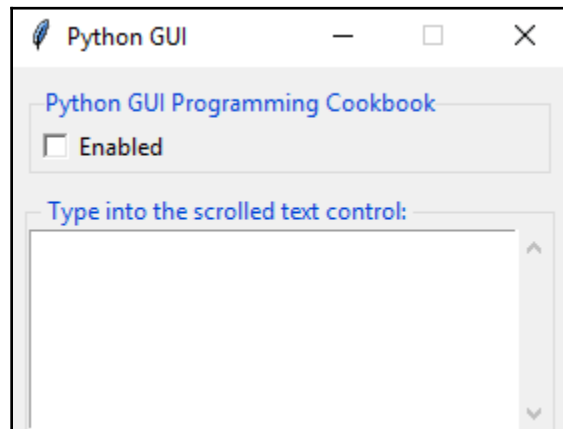 Python GUI
Python GUI Programming Cookbook
Enabled
Type into the scrolled text control: